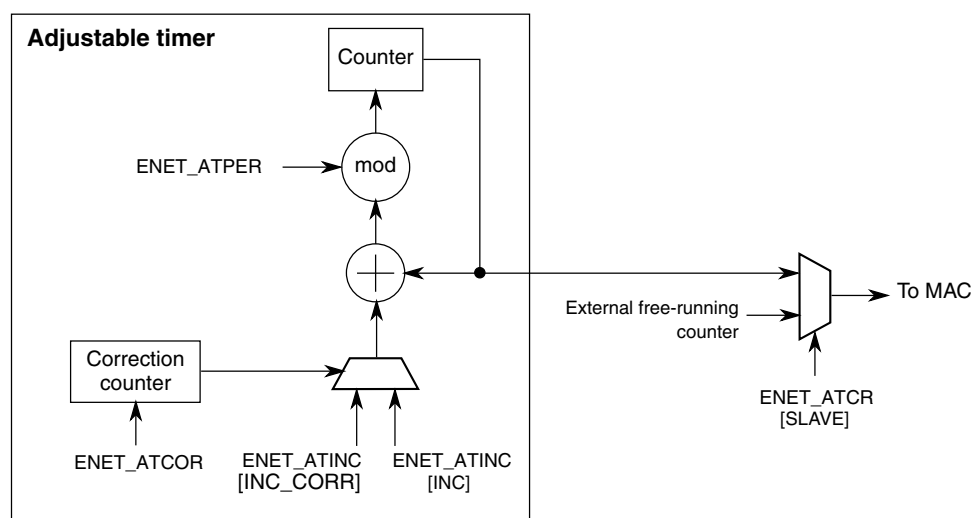 Adjustable timer
Counter
ENET_ATPER
mod
External free-running
counter
To MAC
Correction
counter
ENET_ATCR
[SLAVE]
ENET_ATCOR
ENET_ATINC
[INC_CORR]
ENET_ATINC
[INC]